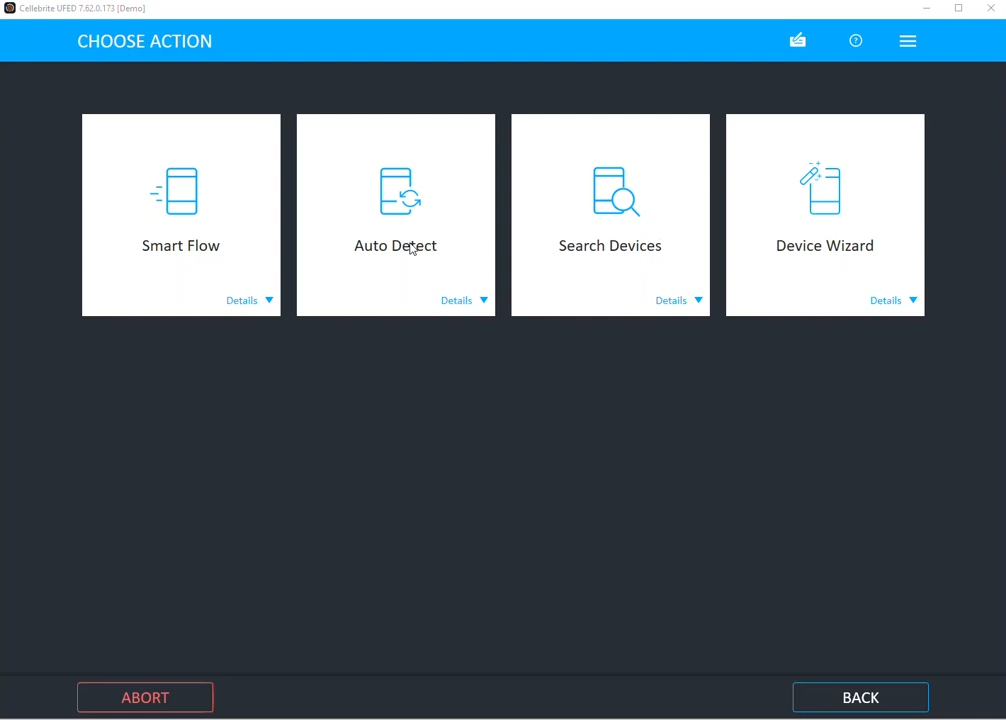 Cellebrite UFED 7.62.0.173 [Demo]
CHOOSE ACTION
Smart Flow
Details
Auto Detect
Details
Search Devices
Details
Device Wizard
Details
ABORT
BACK